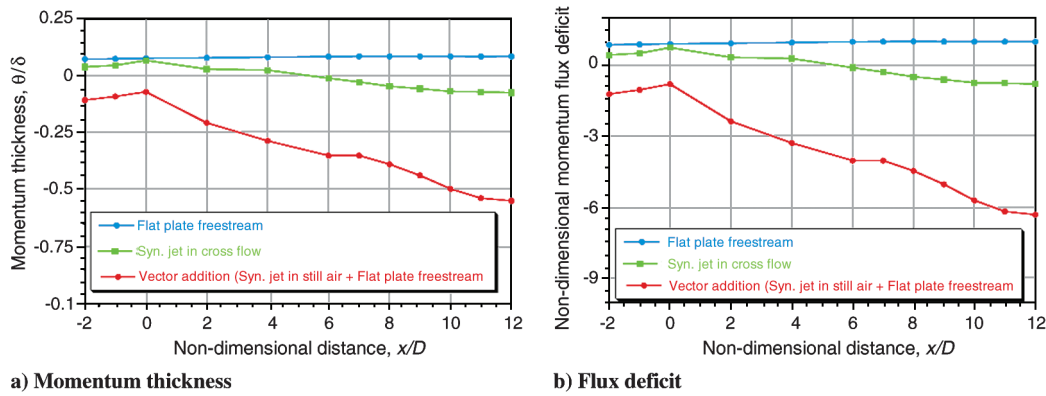 0.25
0
-0.25
-0.5
-0.75
-0.1
Momentum thickness, θ/δ
Flat plate freestream
Syn. jet in cross flow
Vector addition (Syn. jet in still air + Flat plate freestream
-2 0 2 4 6 8 10 12
Non-dimensional distance, x/D
a) Momentum thickness
0
-3
-6
-9
Non-dimensional momentum flux deficit
Flat plate freestream
Syn. jet in cross flow
Vector addition (Syn. jet in still air + Flat plate freestream
-2 0 2 4 6 8 10 12
Non-dimensional distance, x/D
b) Flux deficit